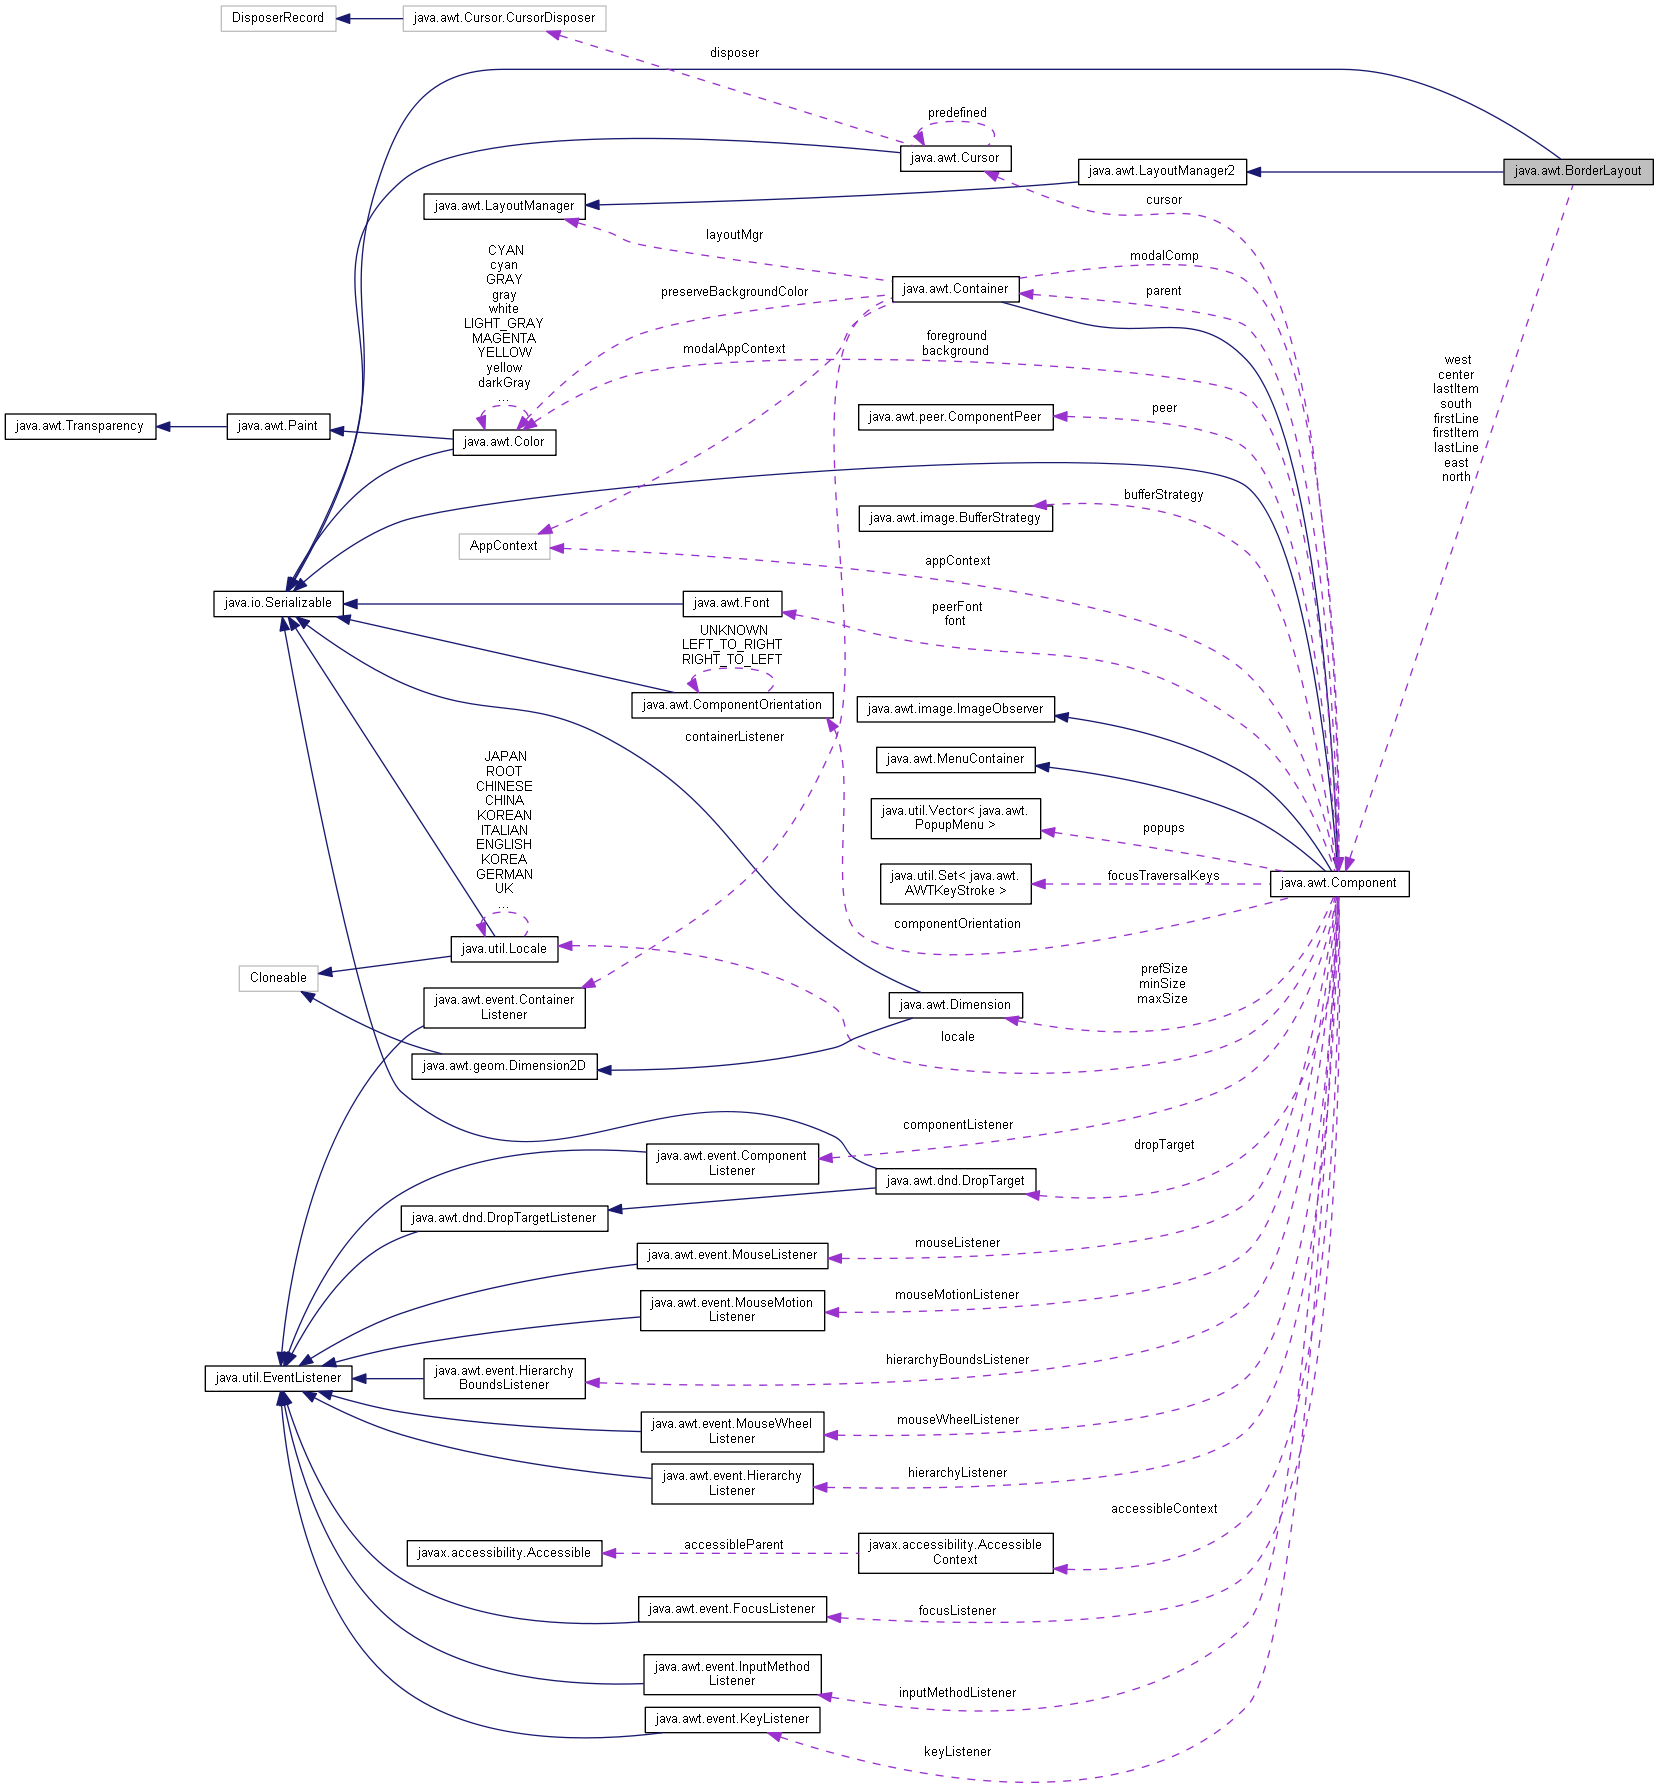 DisposerRecord
java.awt.Cursor.CursorDisposer
disposer
predefined
java.awt.Cursor
java.awt.LayoutManager2
java.awt.BorderLayout
java.awt.LayoutManager
cursor
layoutMgr
CYAN
cyan
GRAY
gray
white
LIGHT_GRAY
MAGENTA
YELLOW
yellow
darkGray
...
modalComp
java.awt.Container
preserveBackgroundColor
parent
modalAppContext
foreground
background
west
center
lastItem
south
firstLine
firstItem
lastLine
east
north
java.awt.Transparency
java.awt.Paint
java.awt.Color
java.awt.peer.ComponentPeer
peer
bufferStrategy
java.awt.image.BufferStrategy
AppContext
appContext
java.io.Serializable
java.awt.Font
peerFont
font
UNKNOWN
LEFT_TO_RIGHT
RIGHT_TO_LEFT
java.awt.ComponentOrientation
java.awt.image.ImageObserver
containerListener
java.awt.MenuContainer
JAPAN
ROOT
CHINESE
CHINA
KOREAN
ITALIAN
ENGLISH
KOREA
GERMAN
UK
...
java.util.Vector< java.awt.
PopupMenu >
popups
java.util.Set< java.awt.
AWTKeyStroke >
focusTraversalKeys
java.awt.Component
componentOrientation
java.util.Locale
Cloneable
java.awt.event.Container
Listener
java.awt.Dimension
prefSize
minSize
maxSize
locale
java.awt.geom.Dimension2D
componentListener
java.awt.event.Component
Listener
dropTarget
java.awt.dnd.DropTarget
java.awt.dnd.DropTargetListener
mouseListener
java.awt.event.MouseListener
mouseMotionListener
java.awt.event.MouseMotion
Listener
hierarchyBoundsListener
java.util.EventListener
java.awt.event.Hierarchy
BoundsListener
mouseWheelListener
java.awt.event.MouseWheel
Listener
hierarchyListener
java.awt.event.Hierarchy
Listener
accessibleContext
javax.accessibility.Accessible
accessibleParent
javax.accessibility.Accessible
Context
java.awt.event.FocusListener
focusListener
java.awt.event.InputMethod
Listener
inputMethodListener
java.awt.event.KeyListener
keyListener